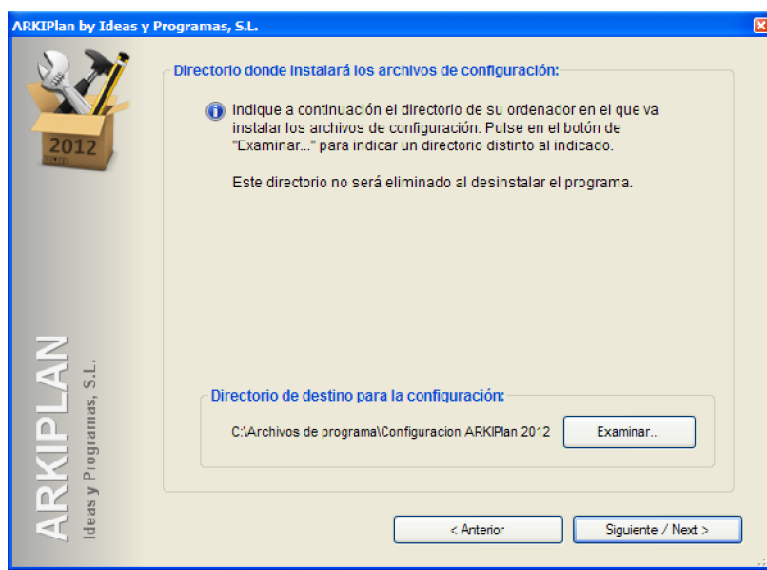 ARKIPlan by Ideas y Programas, S.L.
2012
Directorio donde instalará los archivos de configuración:
Indique a continuación el directorio de su ordenador en el que va
instalar los archivos de configuración. Pulse en el botón de
"Examinar..." para indicar un directorio distinto al indicado.
Este directorio no será eliminado al desinstalar el programa.
ARKIPLAN
Ideas y Programas, S.L.
Directorio de destino para la configuración:
C:\Archivos de programa\Configuracion ARKIPlan 2012
Examinar..
< Anterior
Siguiente / Next >